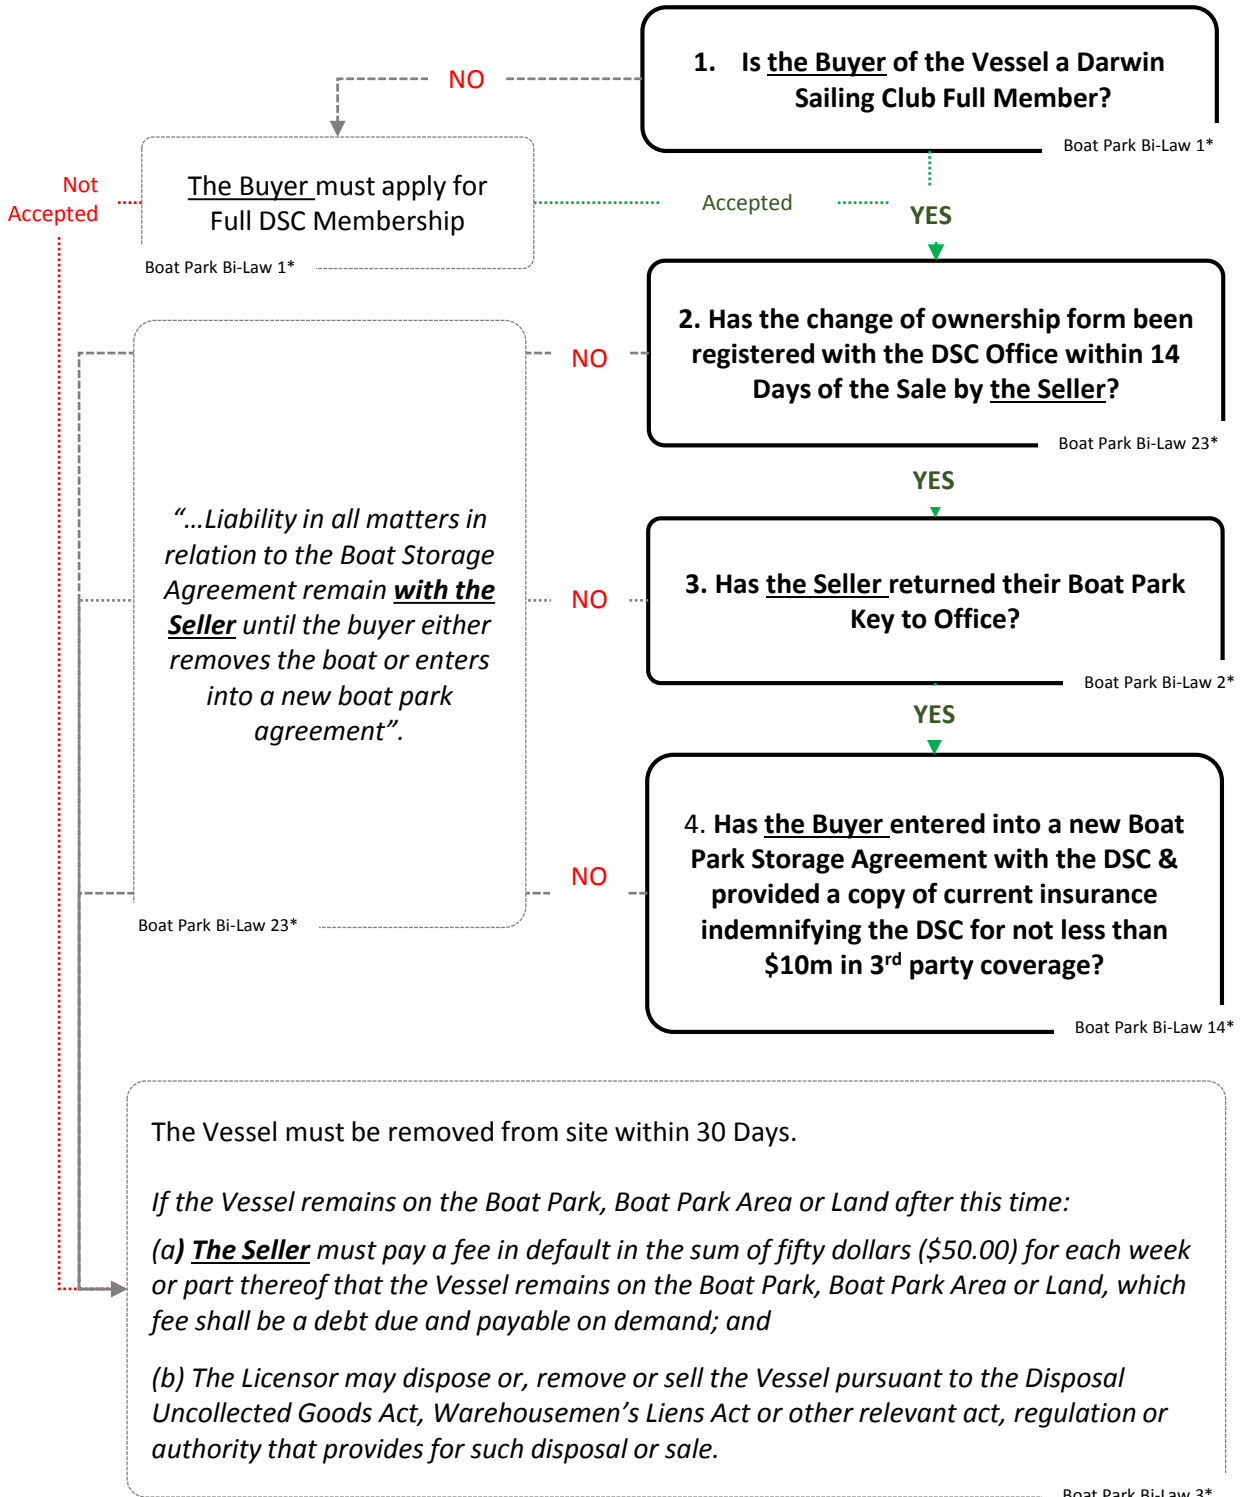 1. Is the Buyer of the Vessel a Darwin
Sailing Club Full Member?
Boat Park Bi-Law 1*
NO
Not
Accepted
The Buyer must apply for
Full DSC Membership
Boat Park Bi-Law 1*
Accepted
YES
2. Has the change of ownership form been
registered with the DSC Office within 14
Days of the Sale by the Seller?
Boat Park Bi-Law 23*
NO
YES
3. Has the Seller returned their Boat Park
Key to Office?
Boat Park Bi-Law 2*
NO
YES
4. Has the Buyer entered into a new Boat
Park Storage Agreement with the DSC &
provided a copy of current insurance
indemnifying the DSC for not less than
$10m in 3rd party coverage?
Boat Park Bi-Law 14*
NO
“…Liability in all matters in
relation to the Boat Storage
Agreement remain with the
Seller until the buyer either
removes the boat or enters
into a new boat park
agreement”.
Boat Park Bi-Law 23*
The Vessel must be removed from site within 30 Days.
If the Vessel remains on the Boat Park, Boat Park Area or Land after this time:
(a) The Seller must pay a fee in default in the sum of fifty dollars ($50.00) for each week
or part thereof that the Vessel remains on the Boat Park, Boat Park Area or Land, which
fee shall be a debt due and payable on demand; and
(b) The Licensor may dispose or, remove or sell the Vessel pursuant to the Disposal
Uncollected Goods Act, Warehousemen’s Liens Act or other relevant act, regulation or
authority that provides for such disposal or sale.
Boat Park Bi-Law 3*